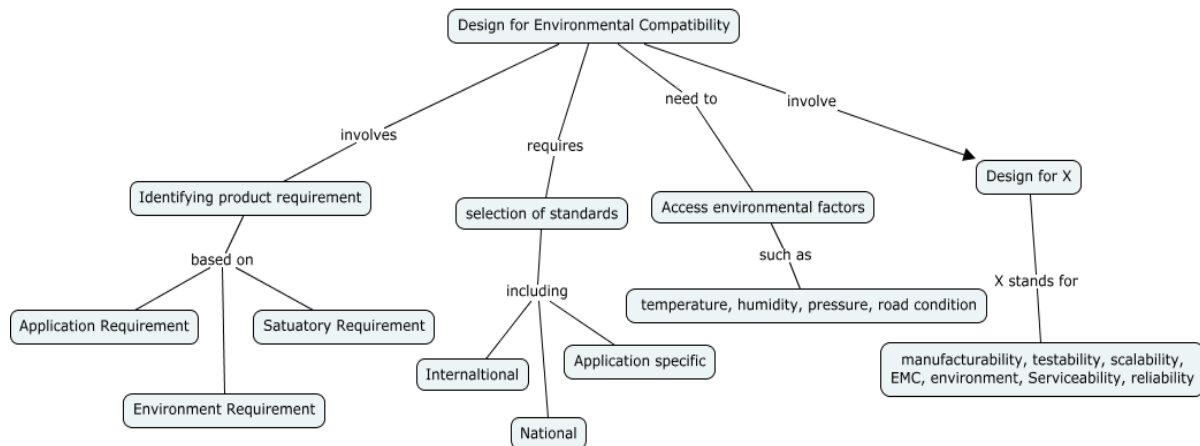 Design for Environmental Compatibility
need to
involve
involves
requires
Design for X
Identifying product requirement
selection of standards
Access environmental factors
based on
such as
X stands for
including
temperature, humidity, pressure, road condition
Application Requirement
Satuatory Requirement
Application specific
manufacturability, testability, scalability,
EMC, environment, Serviceability, reliability
Internaltional
Environment Requirement
National